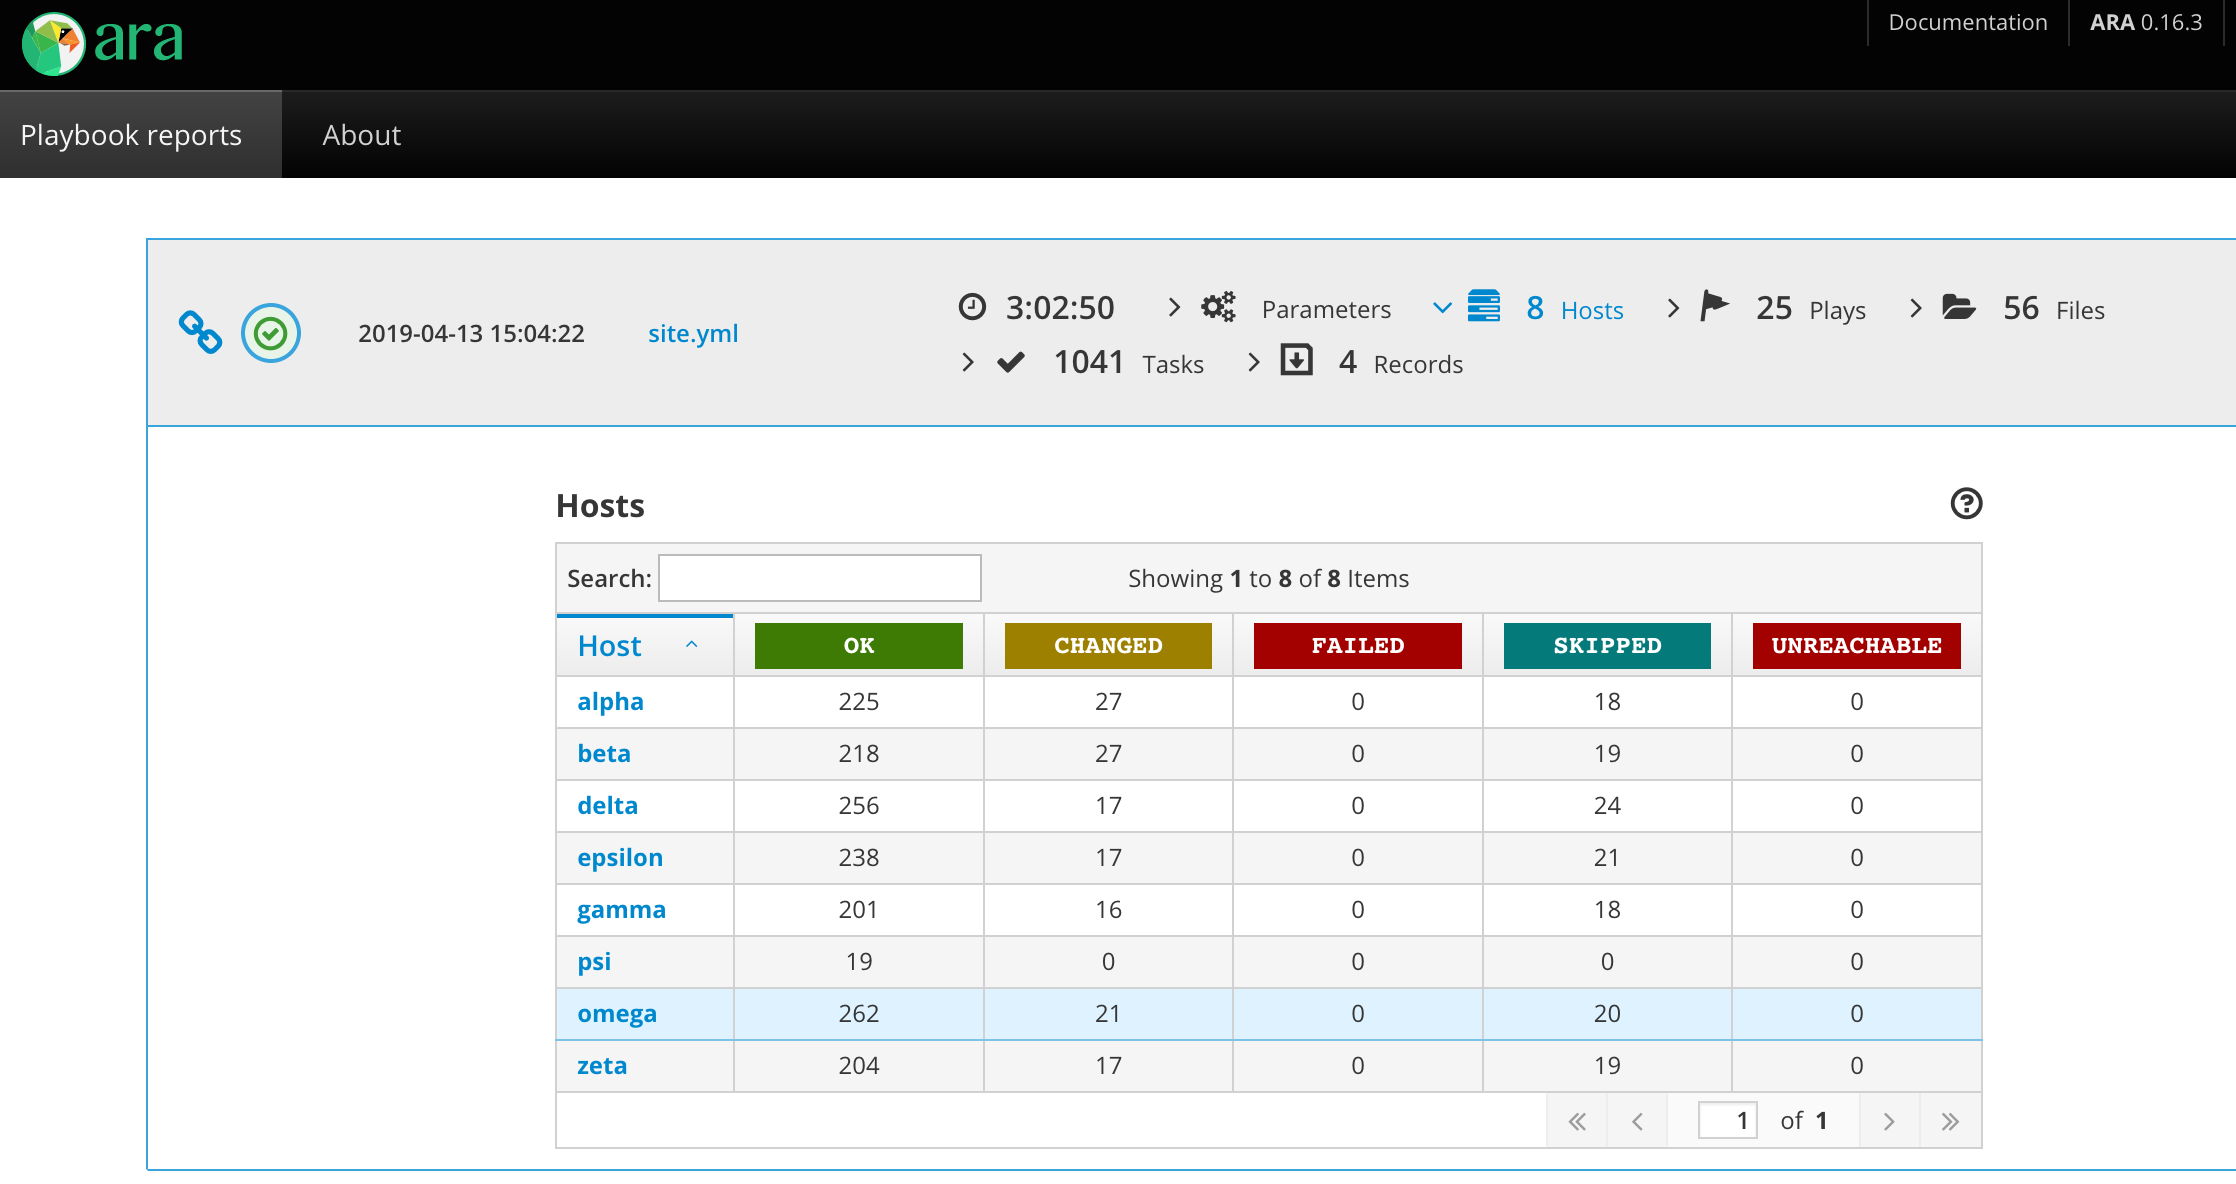 ara
Documentation ARA 0.16.3
Playbook reports About
2019-04-13 15:04:22 site.yml 3:02:50 Parameters 8 Hosts 25 Plays 56 Files
1041 Tasks 4 Records
Hosts
Search: Showing 1 to 8 of 8 Items
Host OK CHANGED FAILED SKIPPED UNREACHABLE
alpha 225 27 0 18 0
beta 218 27 0 19 0
delta 256 17 0 24 0
epsilon 238 17 0 21 0
gamma 201 16 0 18 0
psi 19 0 0 0 0
omega 262 21 0 20 0
zeta 204 17 0 19 0
1 of 1